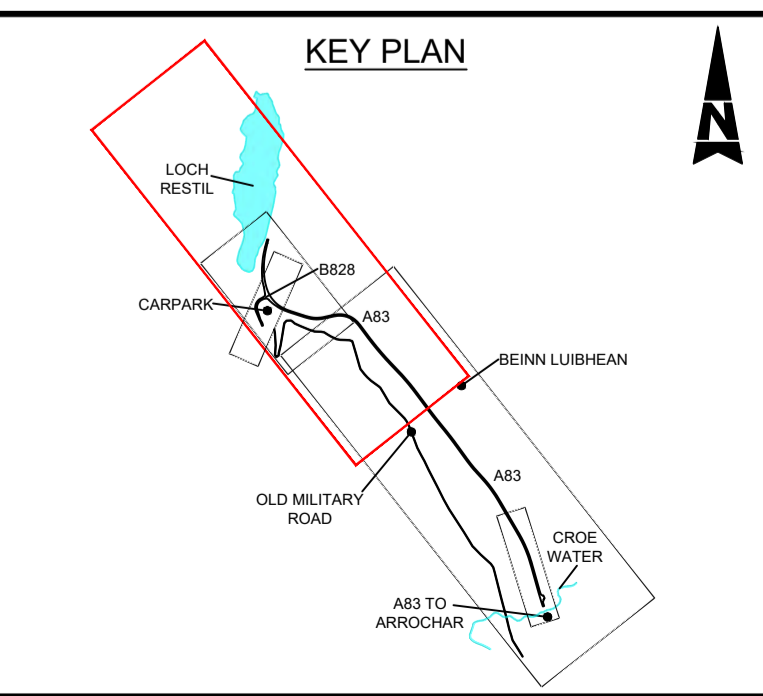 KEY PLAN
N
LOCH
RESTIL
B828
CARPARK
A83
BEINN LUIBHEAN
A83
OLD MILITARY
ROAD
CROE
WATER
A83 TO
ARROCHAR